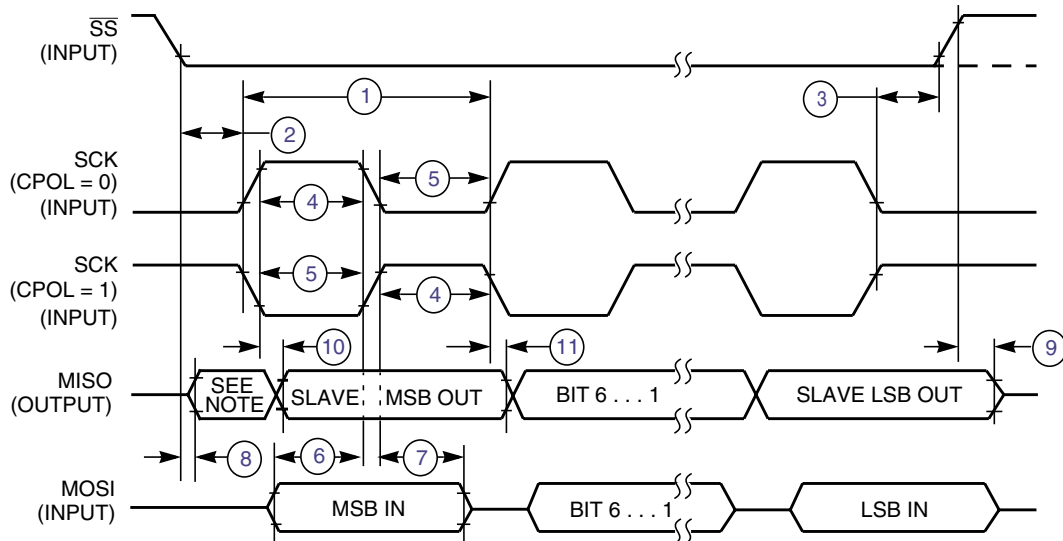 SS
(INPUT)
1
3
2
SCK
(CPOL = 0)
(INPUT)
5
4
SCK
(CPOL = 1)
(INPUT)
5
4
10
11
9
MISO
(OUTPUT)
SEE
NOTE
SLAVE
MSB OUT
BIT 6 . . . 1
SLAVE LSB OUT
8
6
7
MOSI
(INPUT)
MSB IN
BIT 6 . . . 1
LSB IN